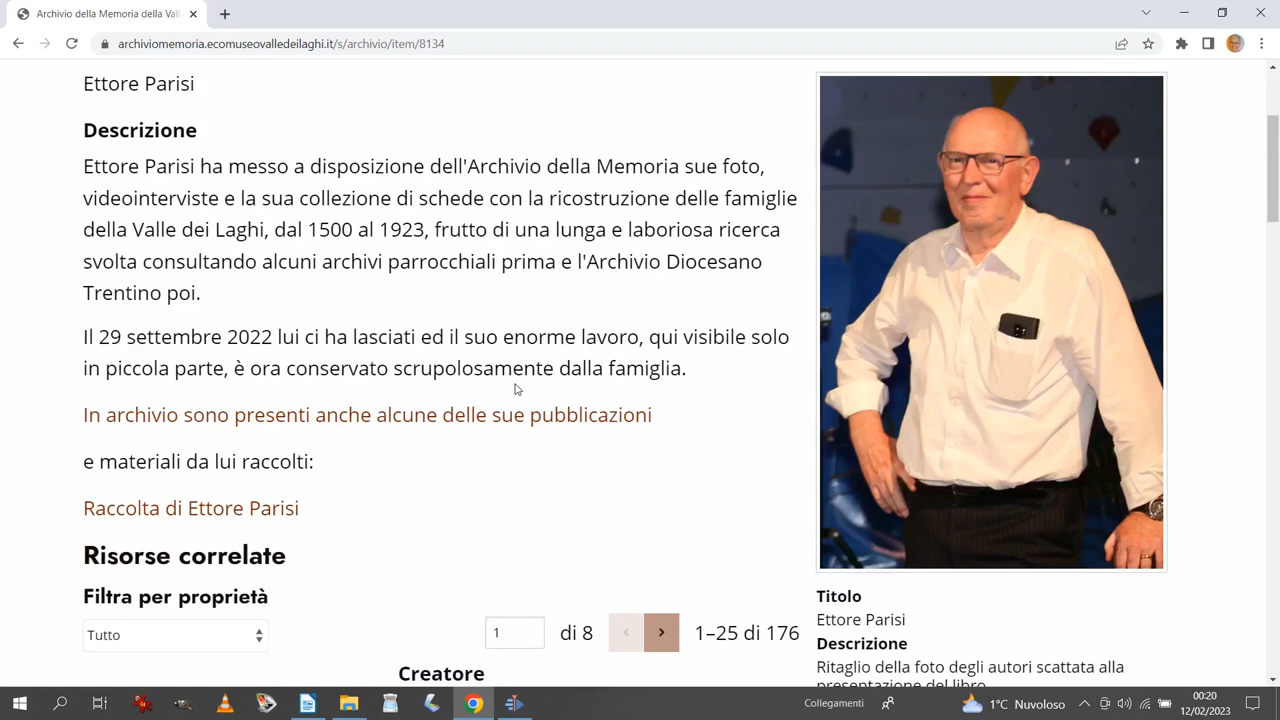 Archivio della Memoria della Vall
archiviomemoria.ecomuseovalledeilaghi.it/s/archivio/item/8134
Ettore Parisi
Descrizione
Ettore Parisi ha messo a disposizione dell'Archivio della Memoria sue foto,
videointerviste e la sua collezione di schede con la ricostruzione delle famiglie
della Valle dei Laghi, dal 1500 al 1923, frutto di una lunga e laboriosa ricerca
svolta consultando alcuni archivi parrocchiali prima e l'Archivio Diocesano
Trentino poi.
Il 29 settembre 2022 lui ci ha lasciati ed il suo enorme lavoro, qui visibile solo
in piccola parte, è ora conservato scrupolosamente dalla famiglia.
In archivio sono presenti anche alcune delle sue pubblicazioni
e materiali da lui raccolti:
Raccolta di Ettore Parisi
Risorse correlate
Filtra per proprietà
Tutto
1 di 8 1–25 di 176
Creatore
Titolo
Ettore Parisi
Descrizione
Ritaglio della foto degli autori scattata alla
presentazione del libro
Collegamenti
1°C Nuvoloso
00:20
12/02/2023